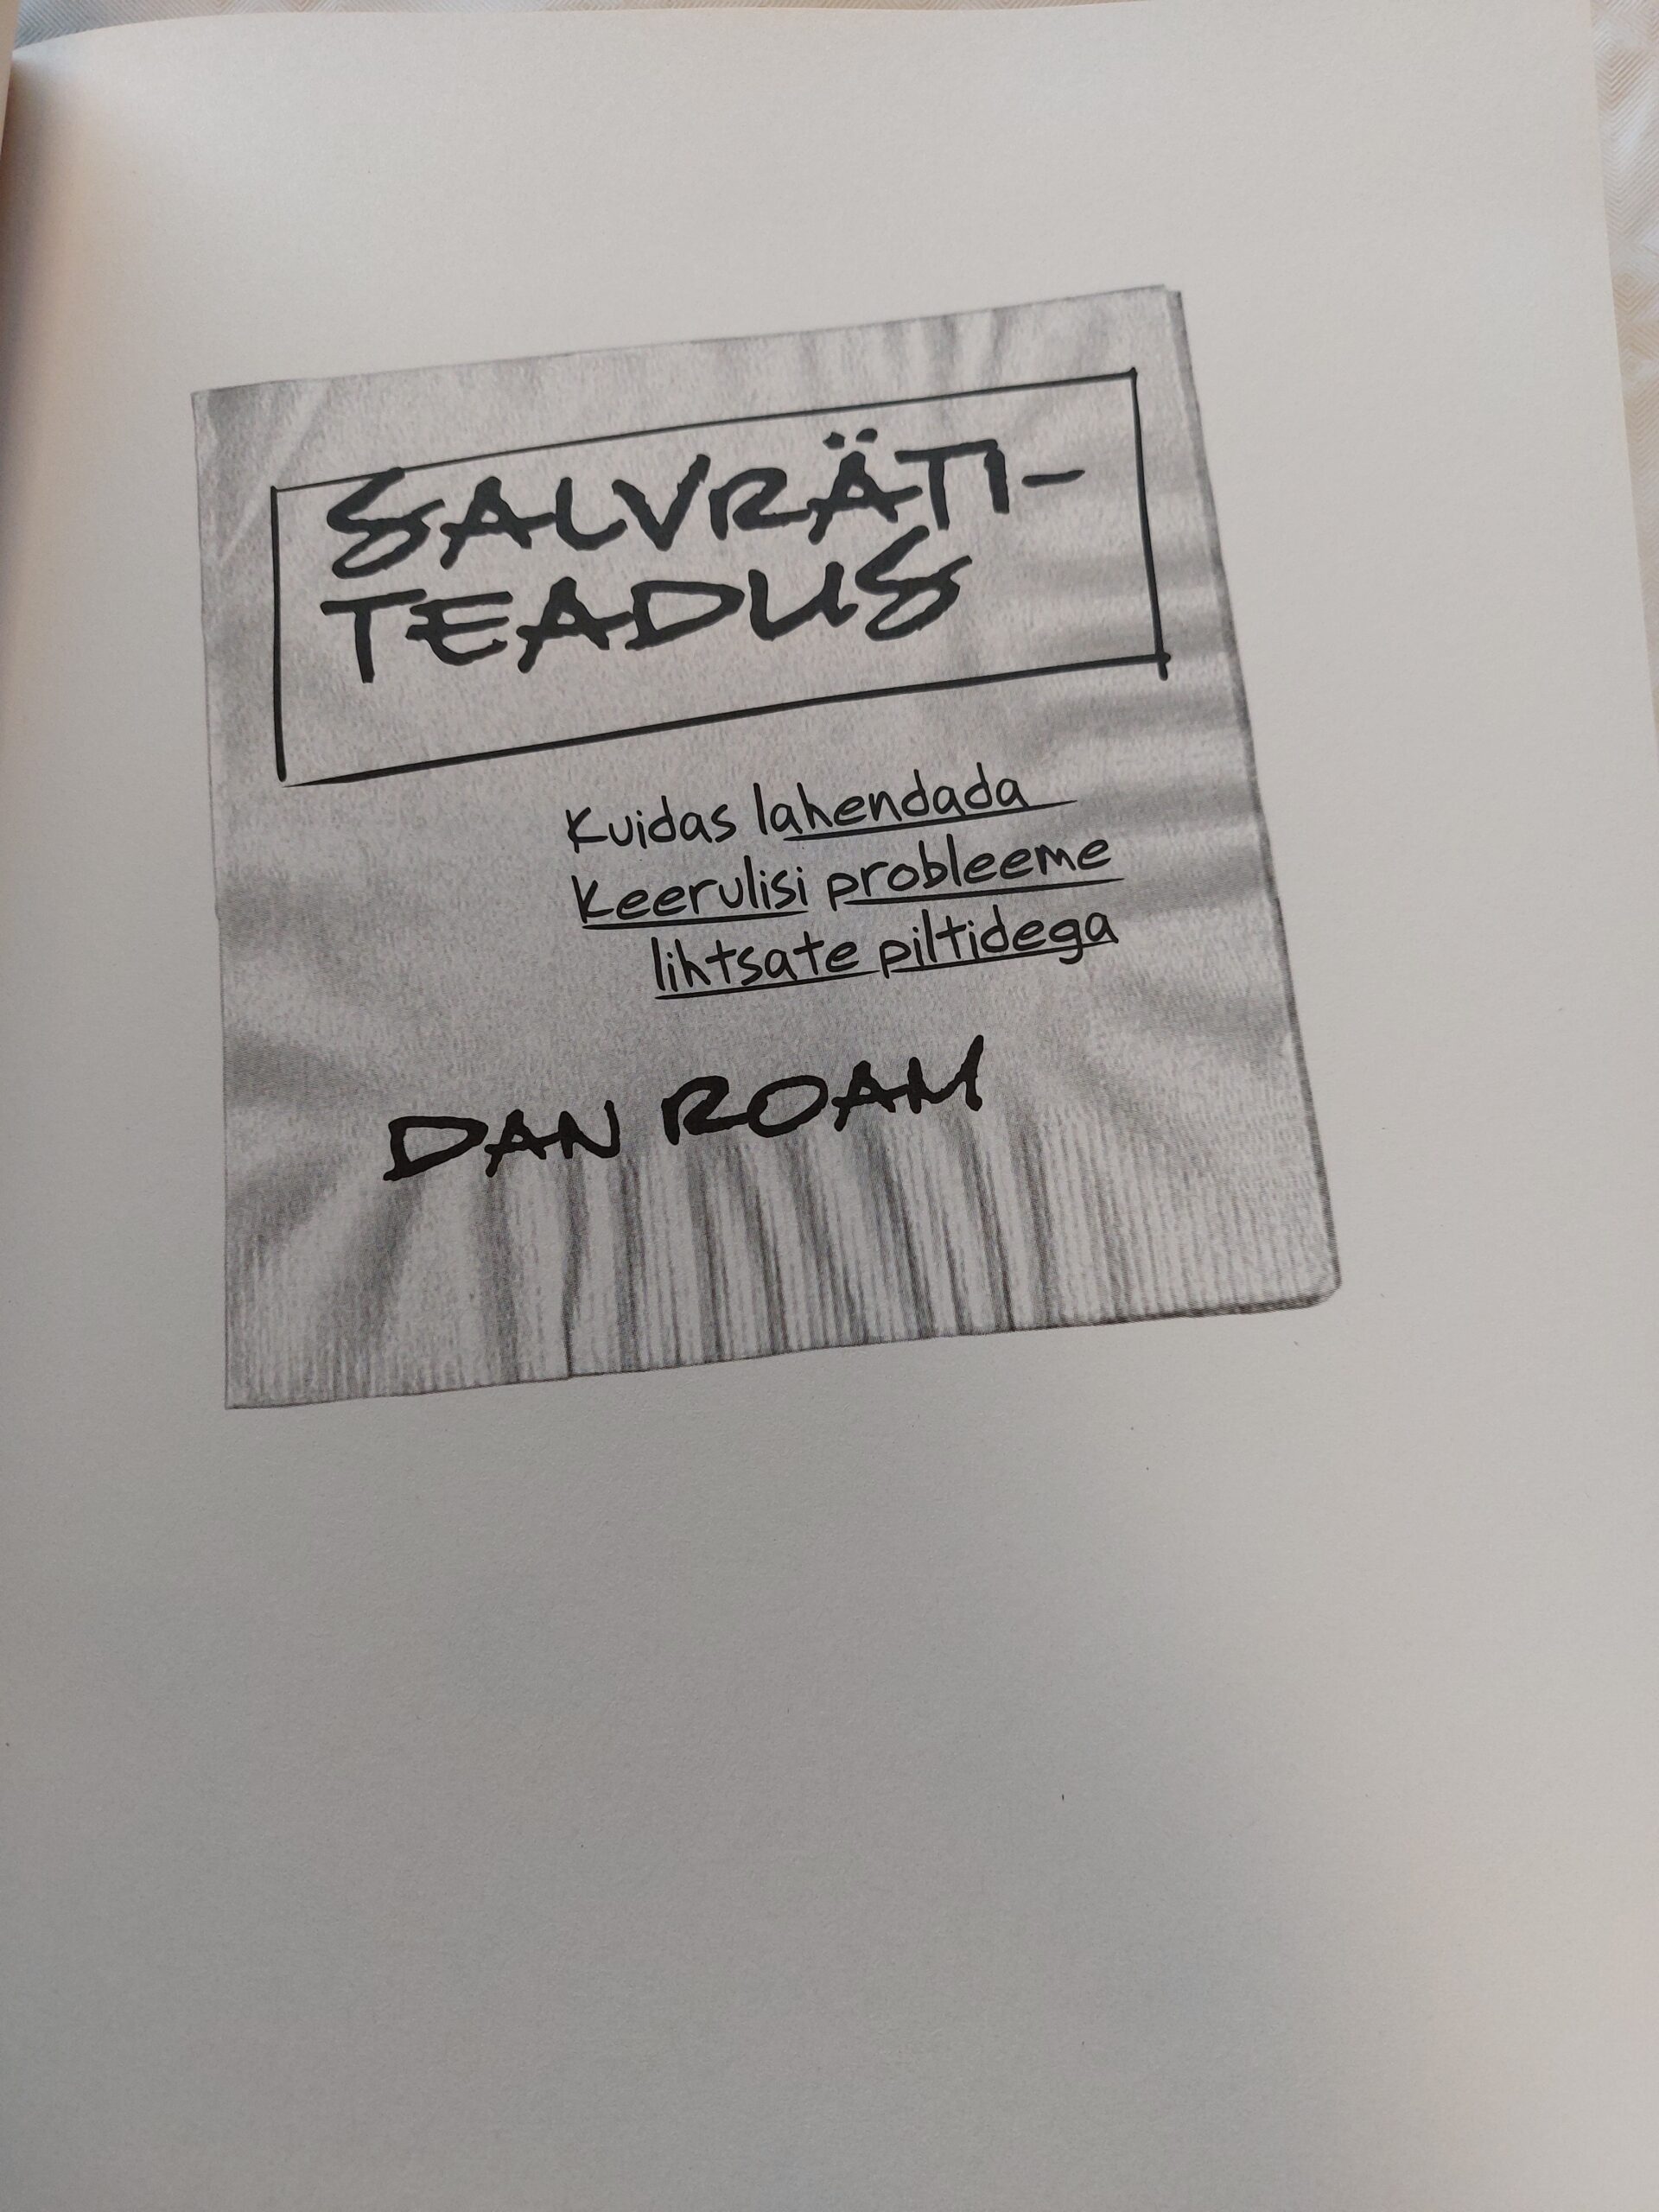 SALVRÄTI-
TEADUS
Kuidas lahendada
keerulisi probleeme
lihtsate piltidega
DAN ROAM